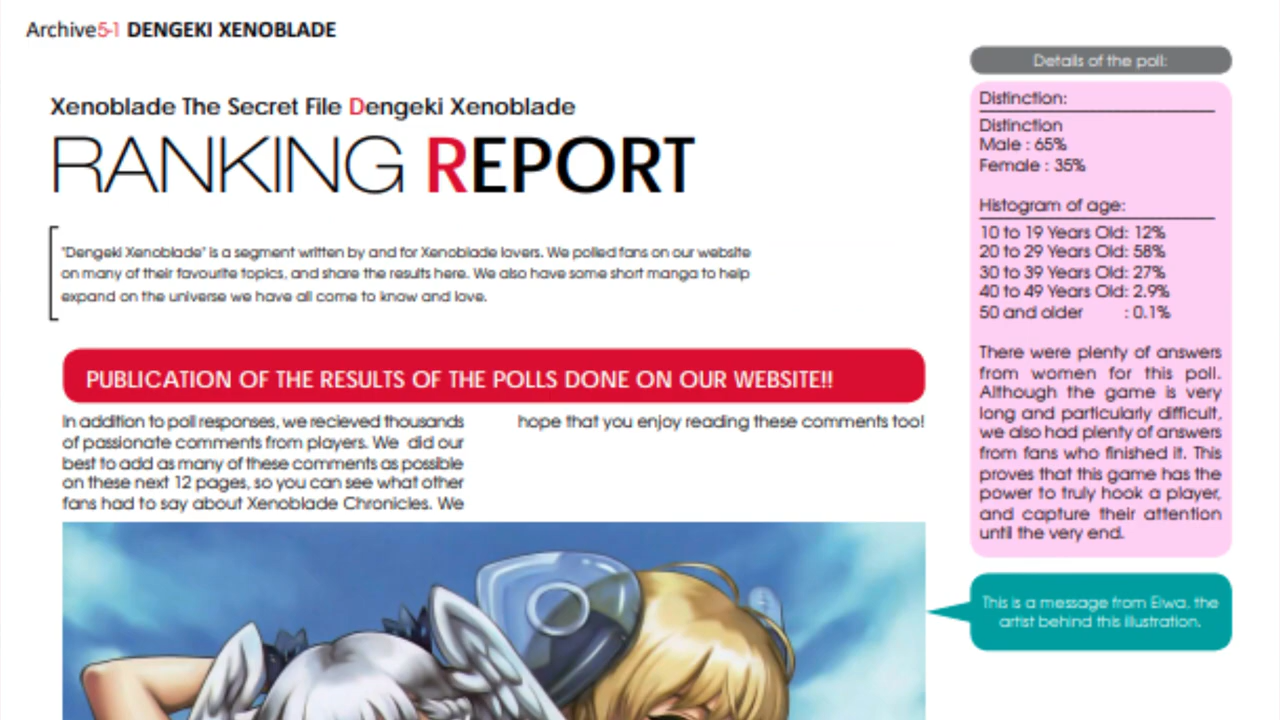 Archive5-1 DENGEKI XENOBLADE
Xenoblade The Secret File Dengeki Xenoblade
RANKING REPORT
"Dengeki Xenoblade" is a segment written by and for Xenoblade lovers. We polled fans on our website
on many of their favourite topics, and share the results here. We also have some short manga to help
expand on the universe we have all come to know and love.
PUBLICATION OF THE RESULTS OF THE POLLS DONE ON OUR WEBSITE!!
In addition to poll responses, we recieved thousands
of passionate comments from players. We did our
best to add as many of these comments as possible
on these next 12 pages, so you can see what other
fans had to say about Xenoblade Chronicles. We
hope that you enjoy reading these comments too!
Details of the poll:
Distinction:
Distinction
Male : 65%
Female : 35%
Histogram of age:
10 to 19 Years Old: 12%
20 to 29 Years Old: 58%
30 to 39 Years Old: 27%
40 to 49 Years Old: 2.9%
50 and older : 0.1%
There were plenty of answers
from women for this poll.
Although the game is very
long and particularly difficult,
we also had plenty of answers
from fans who finished it. This
proves that this game has the
power to truly hook a player,
and capture their attention
until the very end.
This is a message from Eiwa, the
artist behind this illustration.